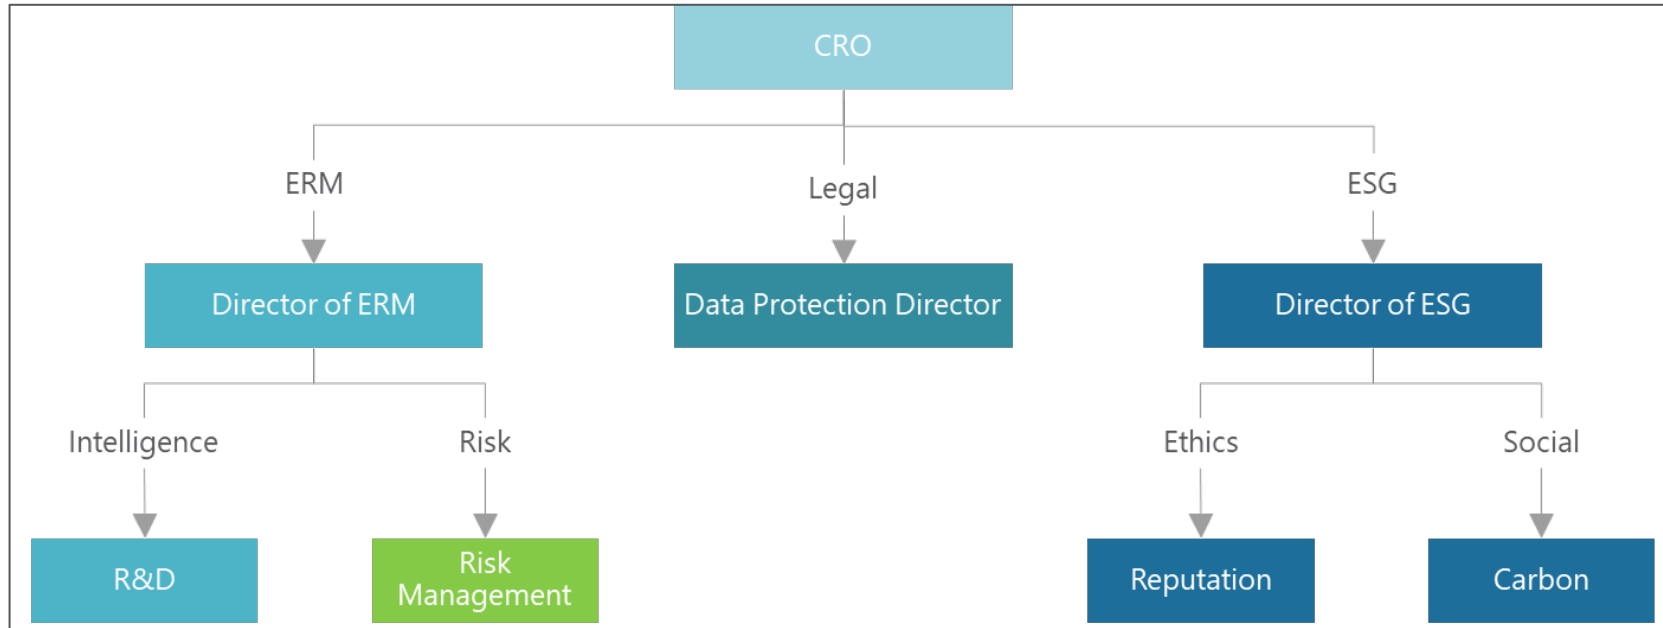 CRO
ERM
Legal
ESG
Director of ERM
Data Protection Director
Director of ESG
Intelligence
Risk
Ethics
Social
R&D
Risk
Management
Reputation
Carbon